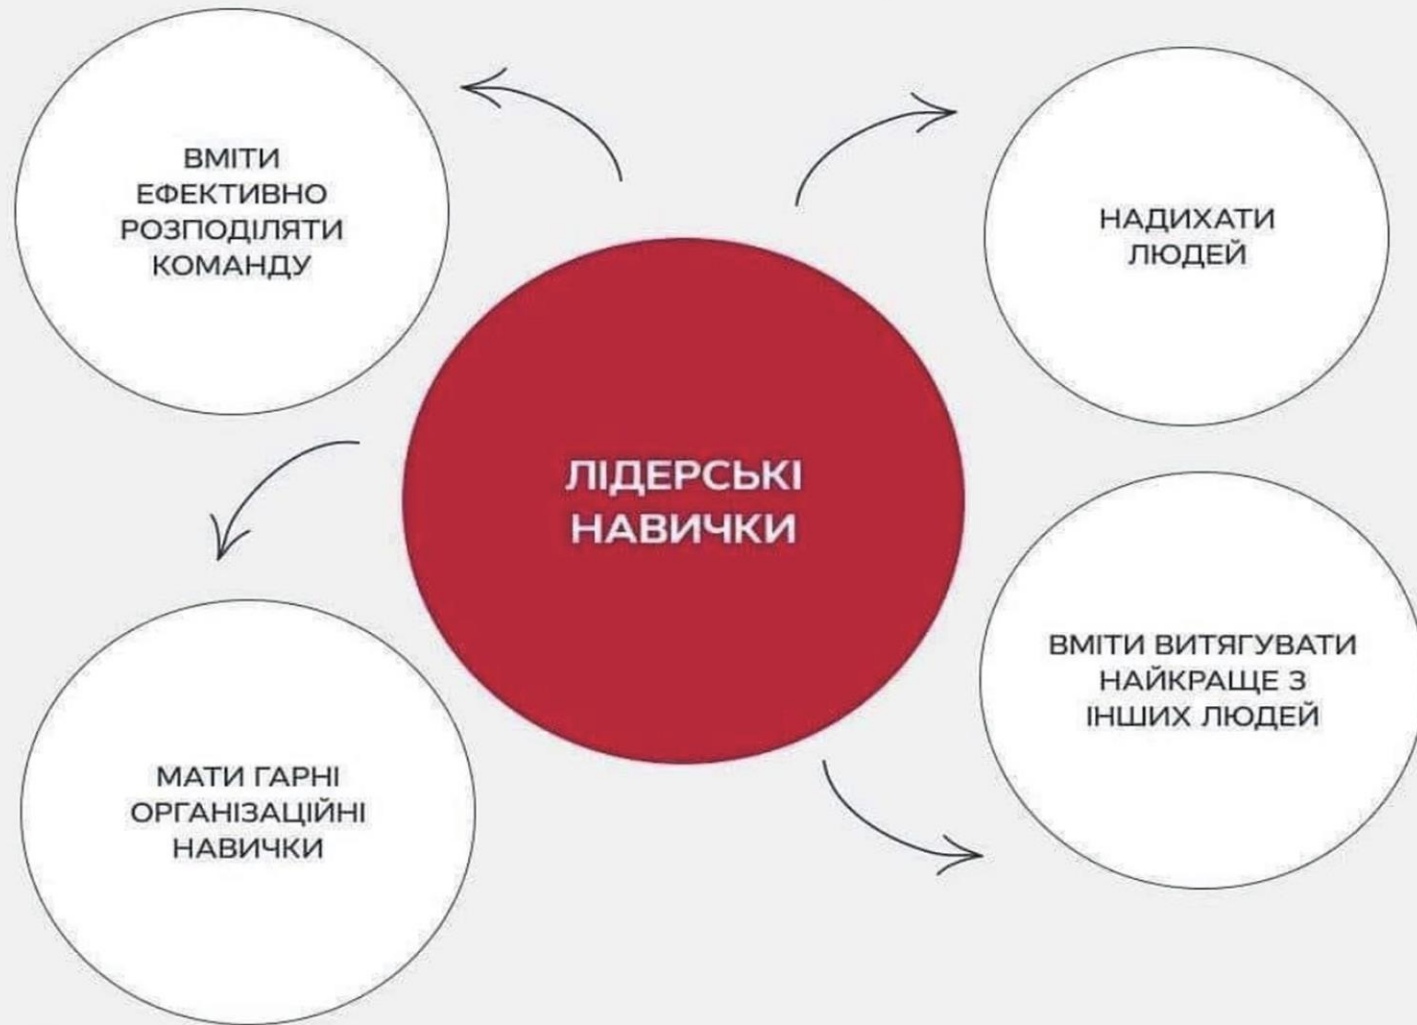 ВМІТИ
ЕФЕКТИВНО
РОЗПОДІЛЯТИ
КОМАНДУ
НАДИХАТИ
ЛЮДЕЙ
ЛІДЕРСЬКІ
НАВИЧКИ
ВМІТИ ВИТЯГУВАТИ
НАЙКРАЩЕ З
ІНШИХ ЛЮДЕЙ
МАТИ ГАРНІ
ОРГАНІЗАЦІЙНІ
НАВИЧКИ